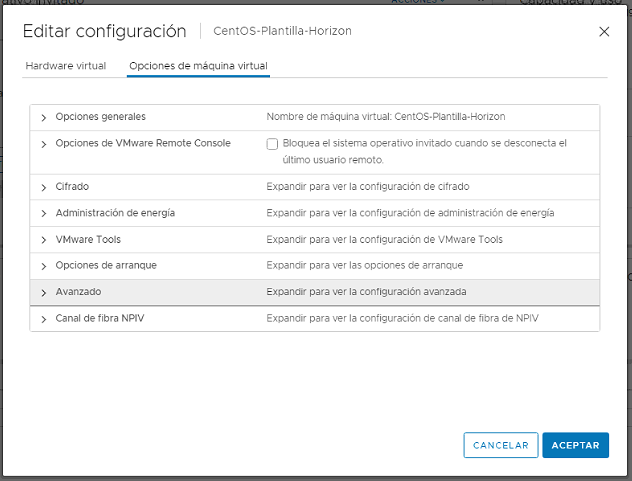 ACCIONES
Capacidad y uso
Editar configuración | CentOS-Plantilla-Horizon
Hardware virtual Opciones de máquina virtual
Opciones generales Nombre de máquina virtual: CentOS-Plantilla-Horizon
Opciones de VMware Remote Console Bloquea el sistema operativo invitado cuando se desconecta el
último usuario remoto.
Cifrado Expandir para ver la configuración de cifrado
Administración de energía Expandir para ver la configuración de administración de energía
VMware Tools Expandir para ver la configuración de VMware Tools
Opciones de arranque Expandir para ver las opciones de arranque
Avanzado Expandir para ver la configuración avanzada
Canal de fibra NPIV Expandir para ver la configuración de canal de fibra de NPIV
CANCELAR ACEPTAR